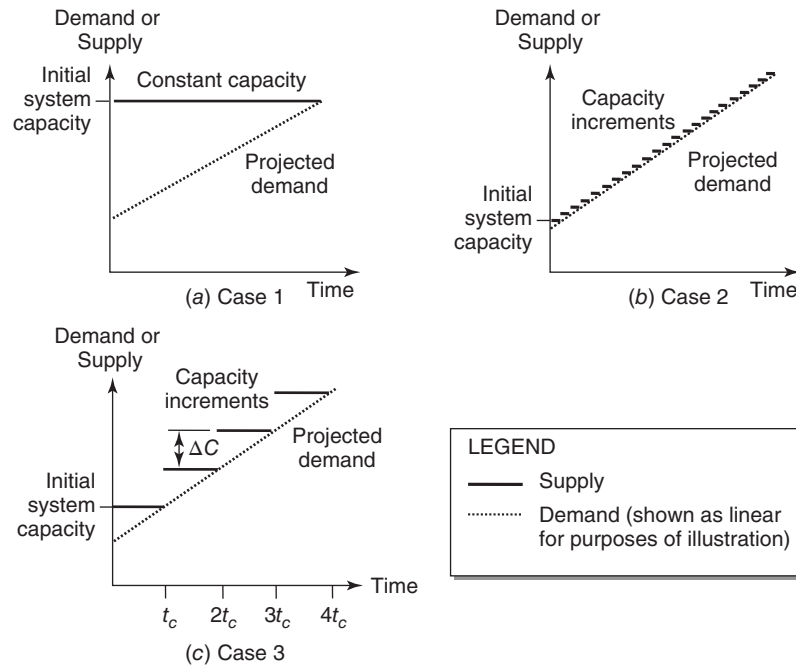 Demand or
Supply
Initial
system
capacity
Constant capacity
Projected
demand
Time
(a) Case 1
Demand or
Supply
Capacity
increments
Projected
demand
Initial
system
capacity
Time
(b) Case 2
Demand or
Supply
Capacity
increments
ΔC
Projected
demand
Initial
system
capacity
Time
t_c 2t_c 3t_c 4t_c
(c) Case 3
LEGEND
Supply
Demand (shown as linear
for purposes of illustration)